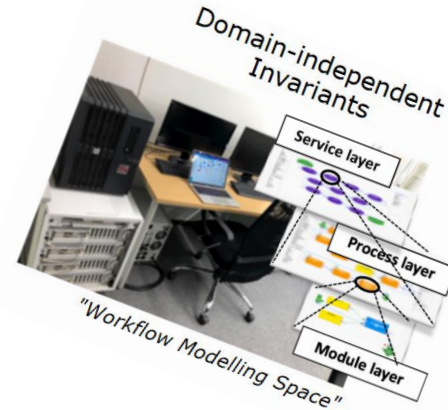 Domain-independent
Invariants
Service layer
Process layer
Module layer
"Workflow Modelling Space"